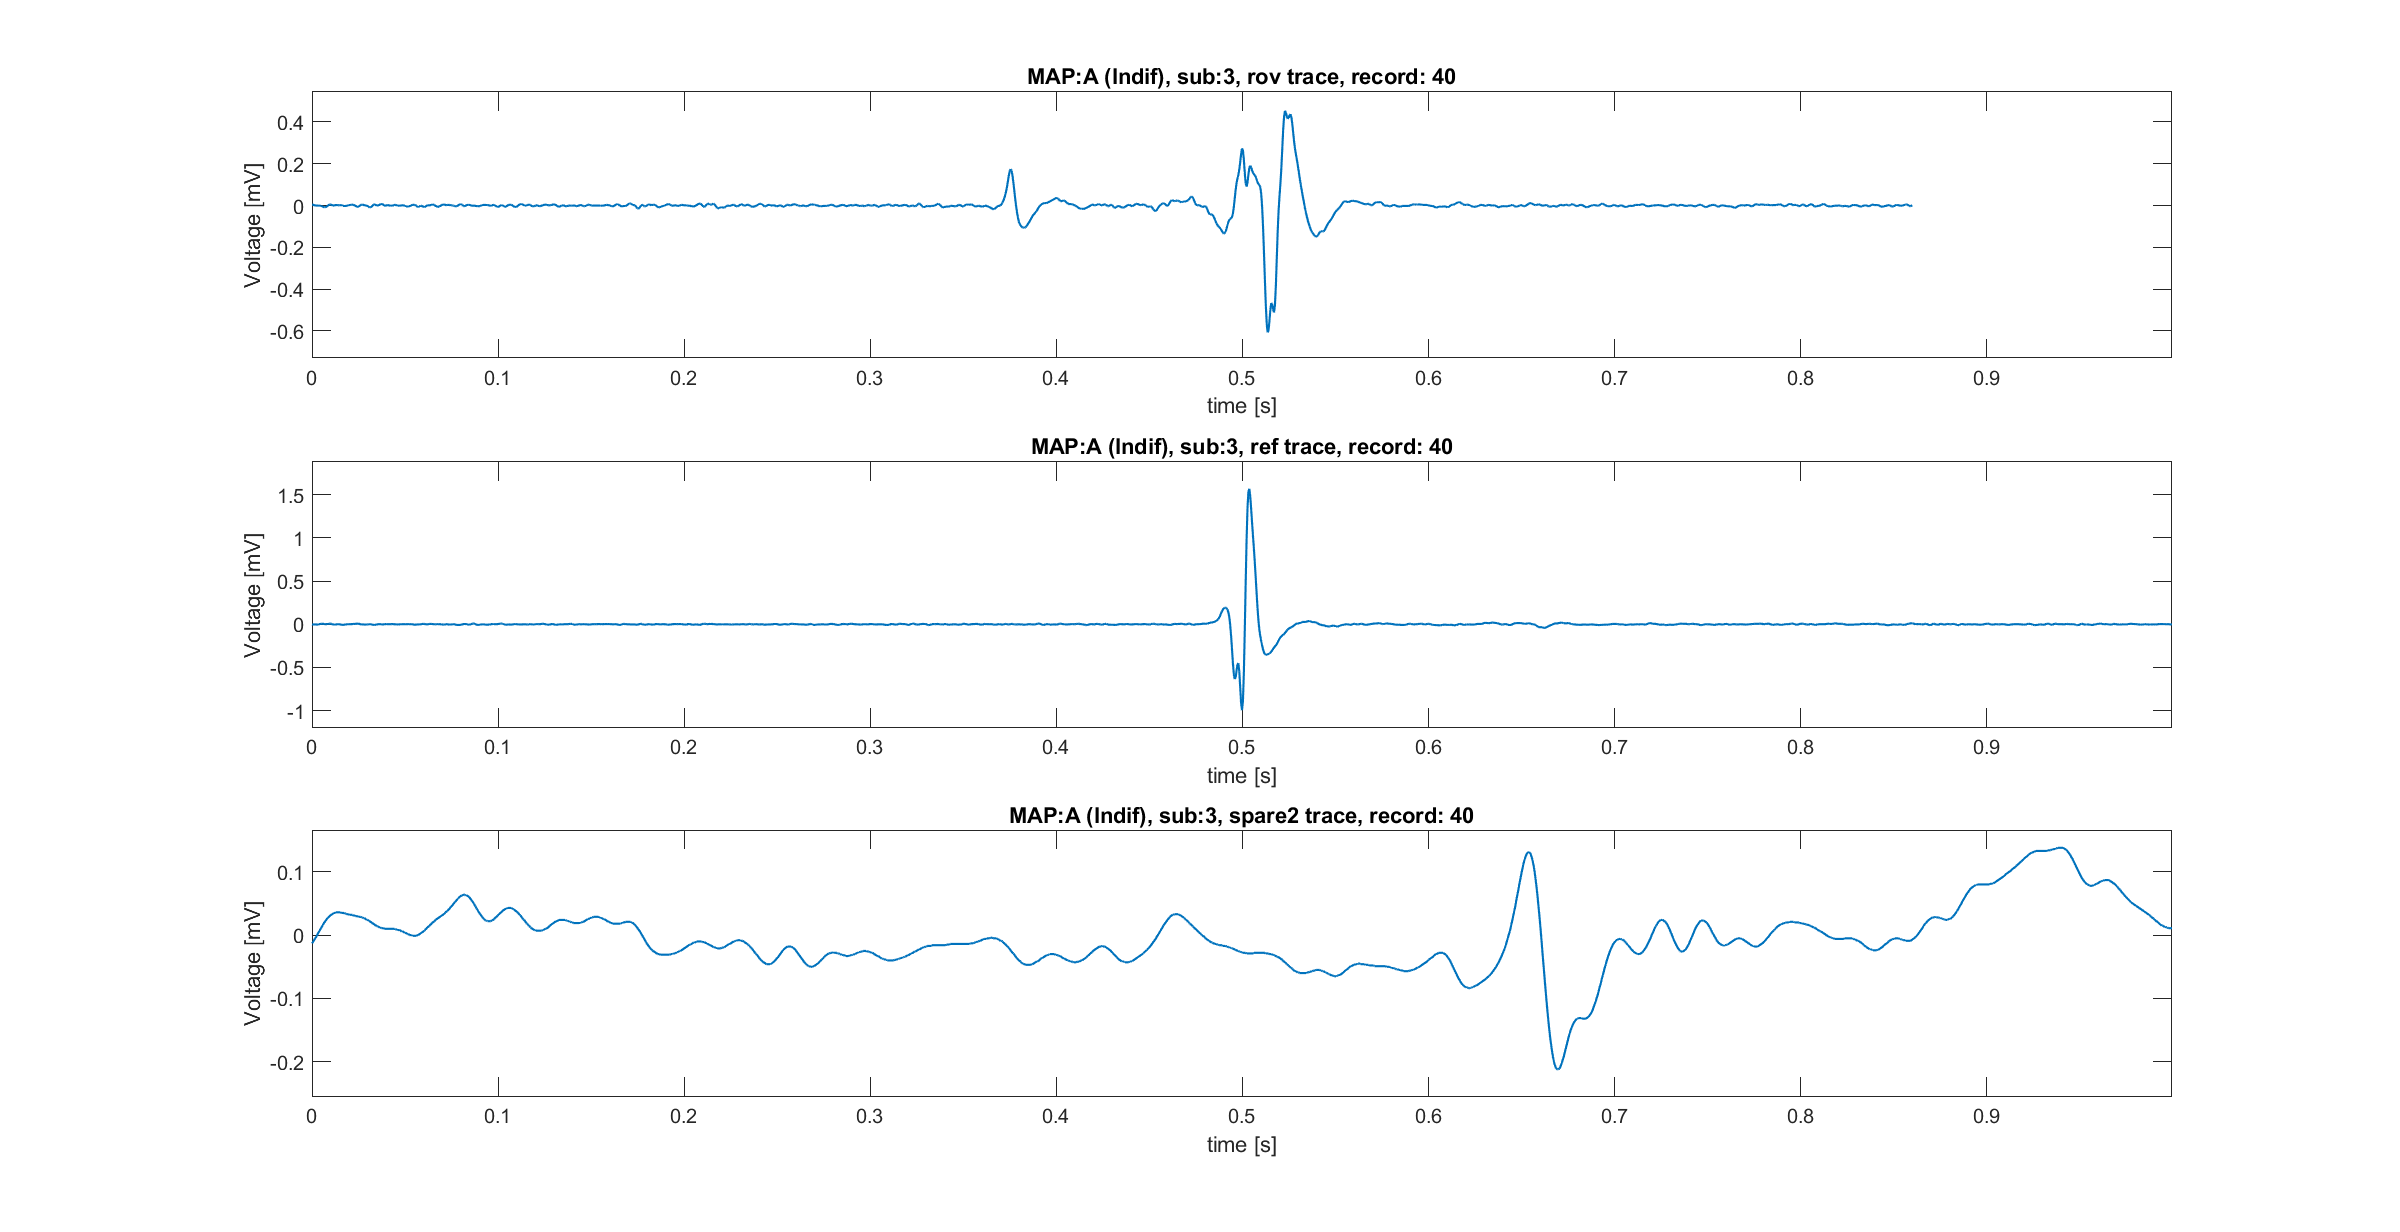 MAP:A (Indif), sub:3, rov trace, record: 40
Voltage [mV]
0.4
0.2
0
-0.2
-0.4
-0.6
0 0.1 0.2 0.3 0.4 0.5 0.6 0.7 0.8 0.9
time [s]
MAP:A (Indif), sub:3, ref trace, record: 40
Voltage [mV]
1.5
1
0.5
0
-0.5
-1
0 0.1 0.2 0.3 0.4 0.5 0.6 0.7 0.8 0.9
time [s]
MAP:A (Indif), sub:3, spare2 trace, record: 40
Voltage [mV]
0.1
0
-0.1
-0.2
0 0.1 0.2 0.3 0.4 0.5 0.6 0.7 0.8 0.9
time [s]